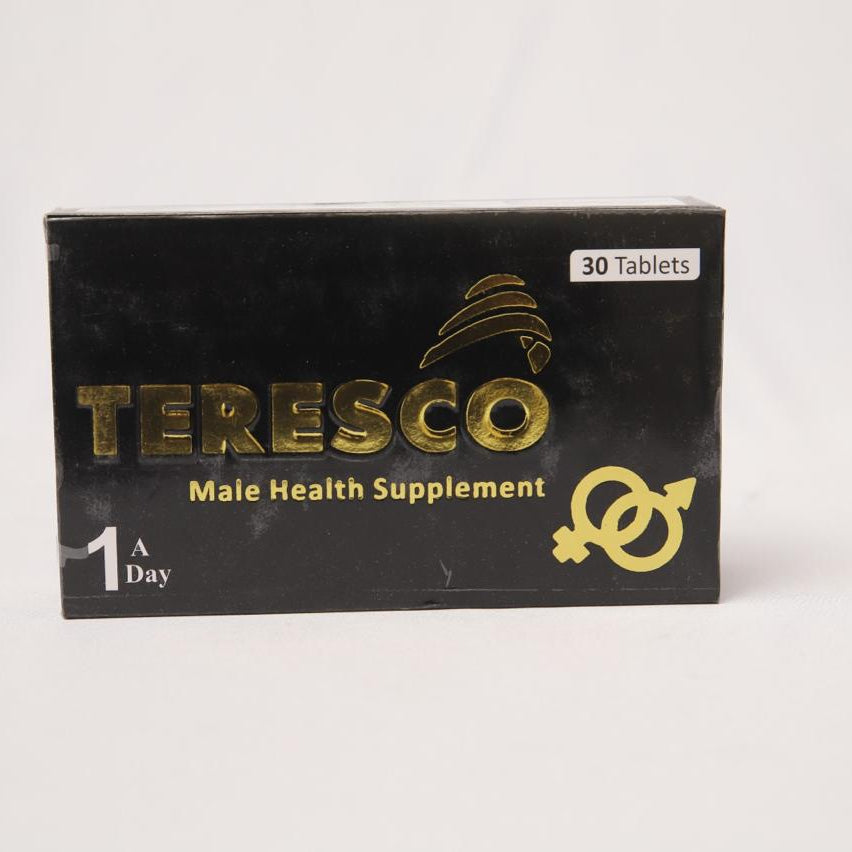 30 Tablets
TERESCO
Male Health Supplement
1 A Day